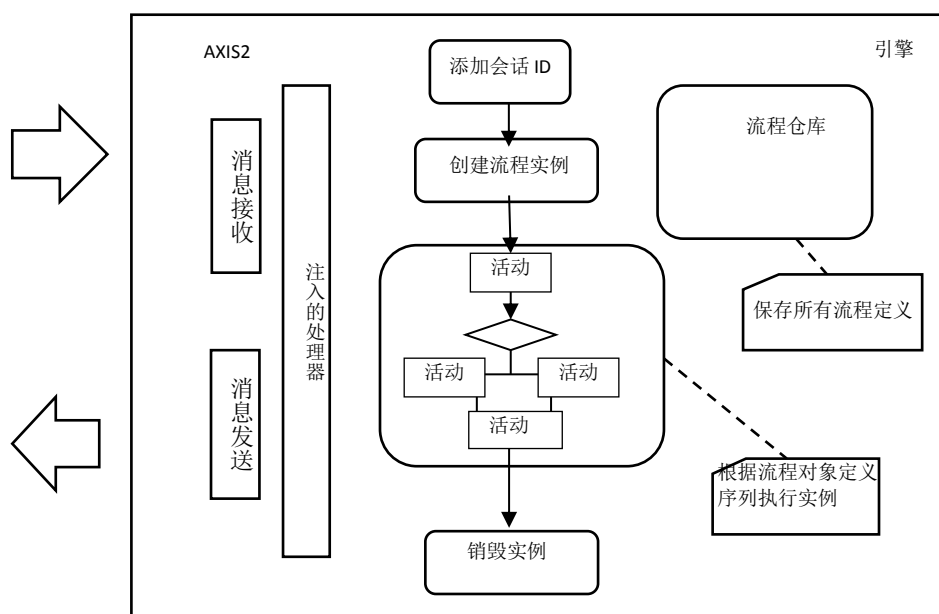 AXIS2
引擎
添加会话 ID
流程仓库
消息接收
创建流程实例
注入的处理器
活动
保存所有流程定义
活动
活动
消息发送
活动
根据流程对象定义
序列执行实例
销毁实例